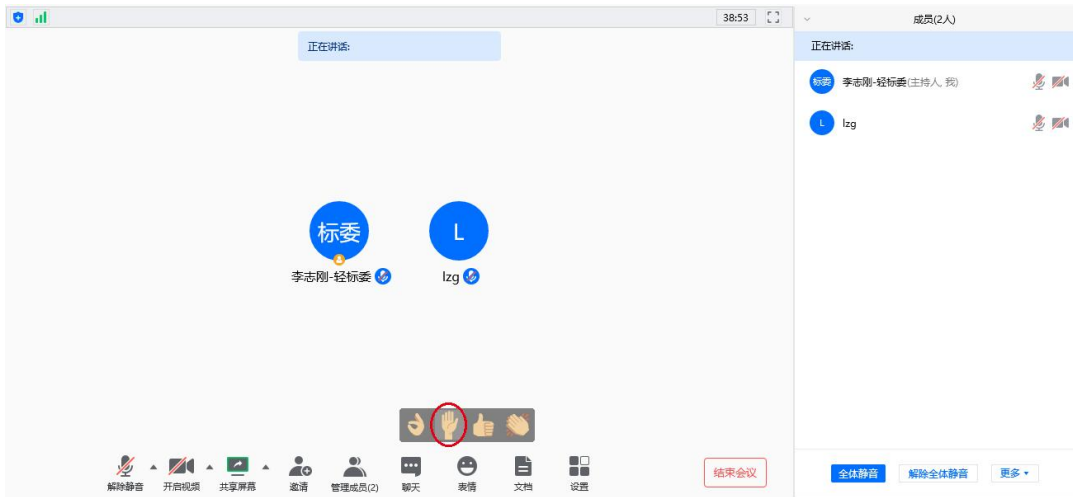 38:53
成员(2人)
正在讲话:
正在讲话:
标委
李志刚-轻标委(主持人, 我)
L
lzg
标委
L
李志刚-轻标委
lzg
解除静音
开启视频
共享屏幕
邀请
管理成员(2)
聊天
表情
文档
设置
结束会议
全体静音
解除全体静音
更多